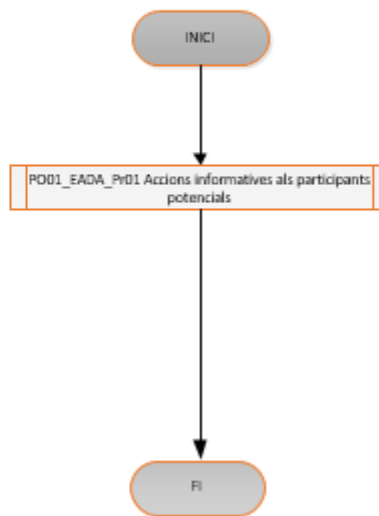 INICI
PO01_EADA_Pr01 Accions informatives als participants
potencials
FI